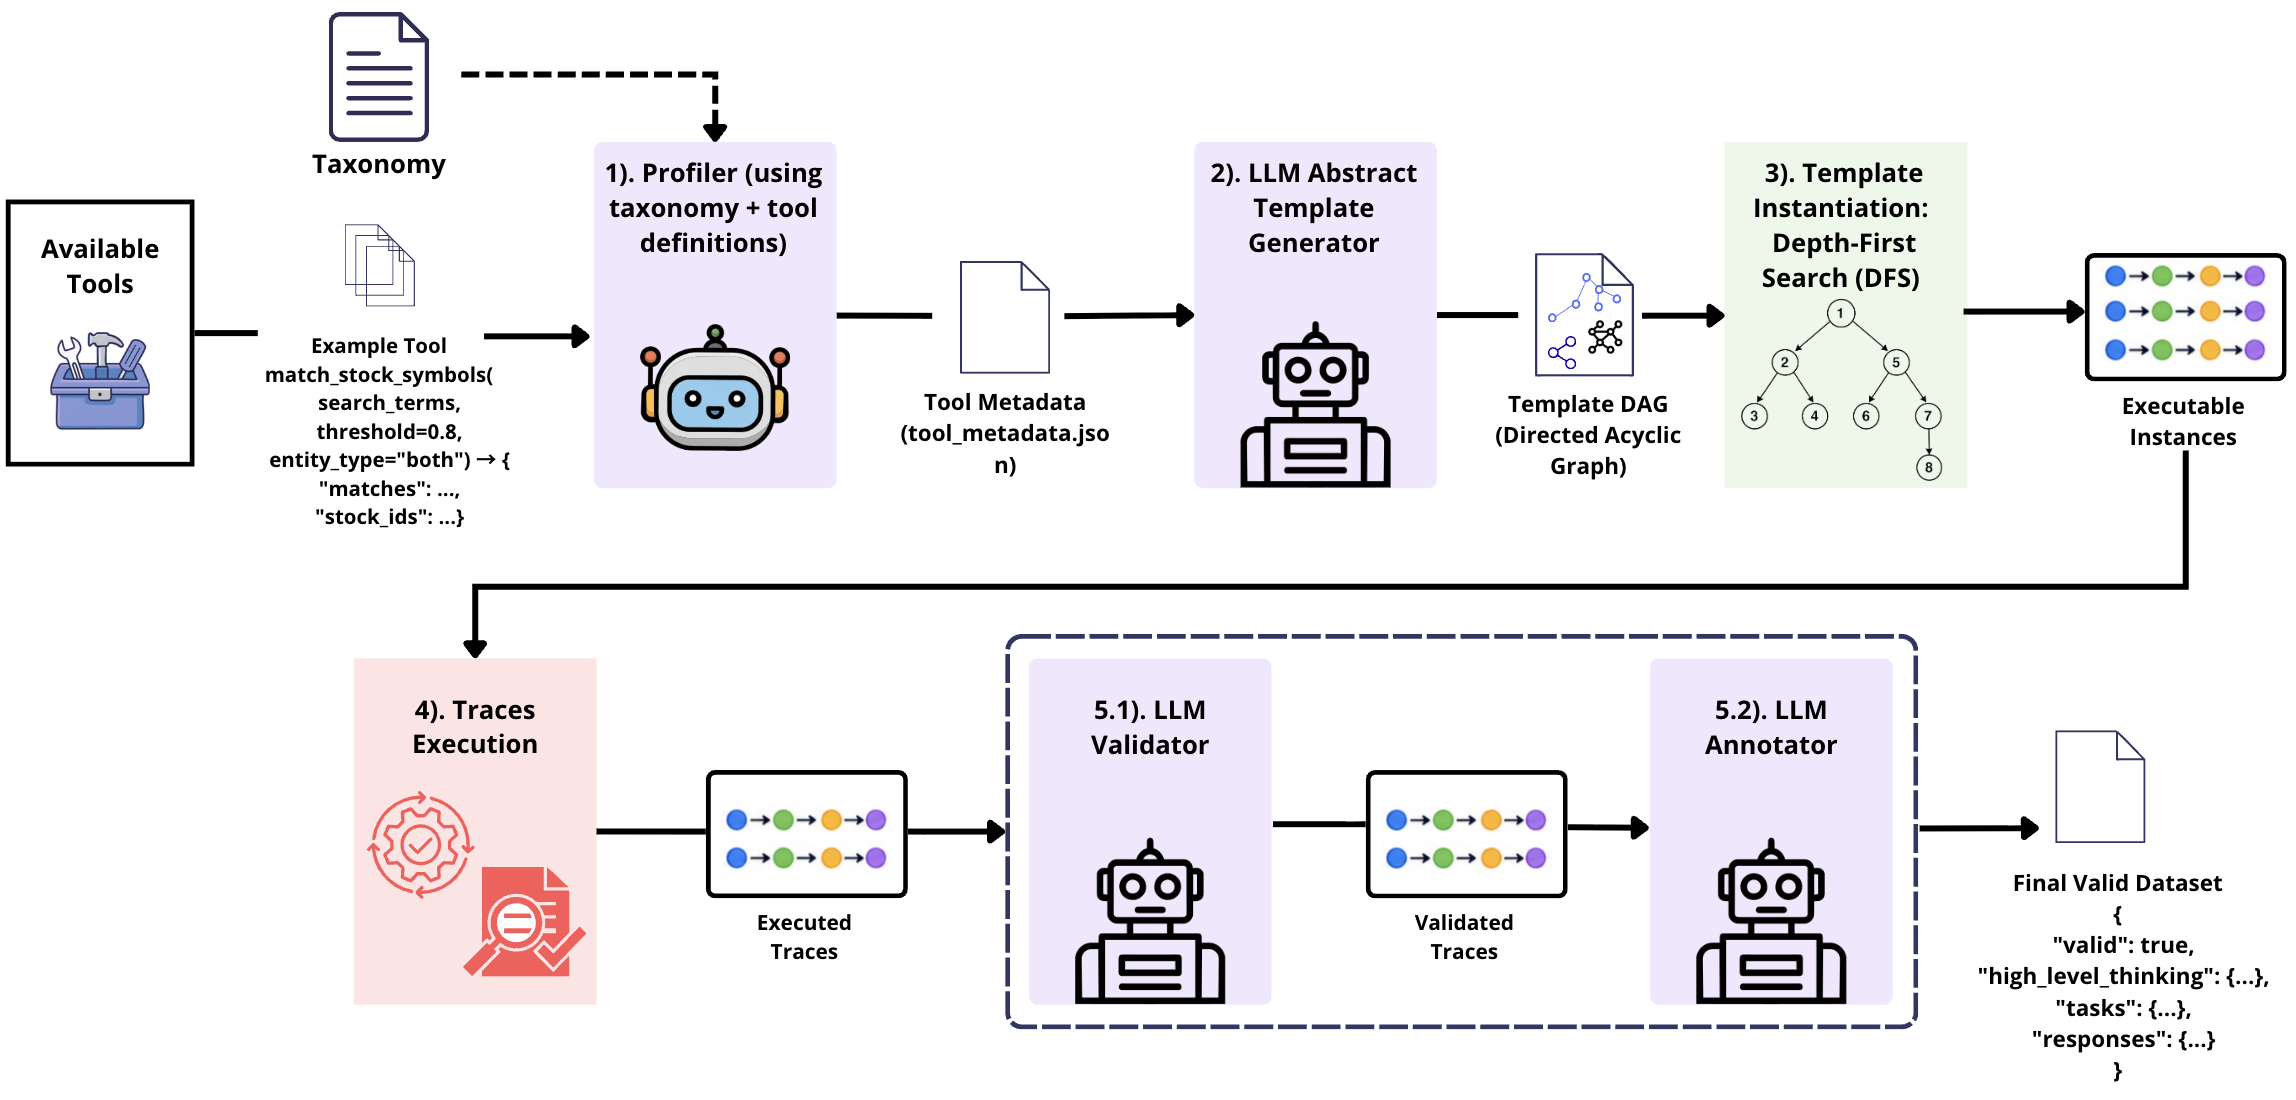 Taxonomy
Available
Tools
Example Tool
match_stock_symbols(
search_terms,
threshold=0.8,
entity_type="both") → {
"matches": ...,
"stock_ids": ...}
1). Profiler (using
taxonomy + tool
definitions)
Tool Metadata
(tool_metadata.jso
n)
2). LLM Abstract
Template
Generator
Template DAG
(Directed Acyclic
Graph)
3). Template
Instantiation:
Depth-First
Search (DFS)
1
2
5
3
4
6
7
8
Executable
Instances
4). Traces
Execution
Executed
Traces
5.1). LLM
Validator
Validated
Traces
5.2). LLM
Annotator
Final Valid Dataset
{
"valid": true,
"high_level_thinking": {...},
"tasks": {...},
"responses": {...}
}